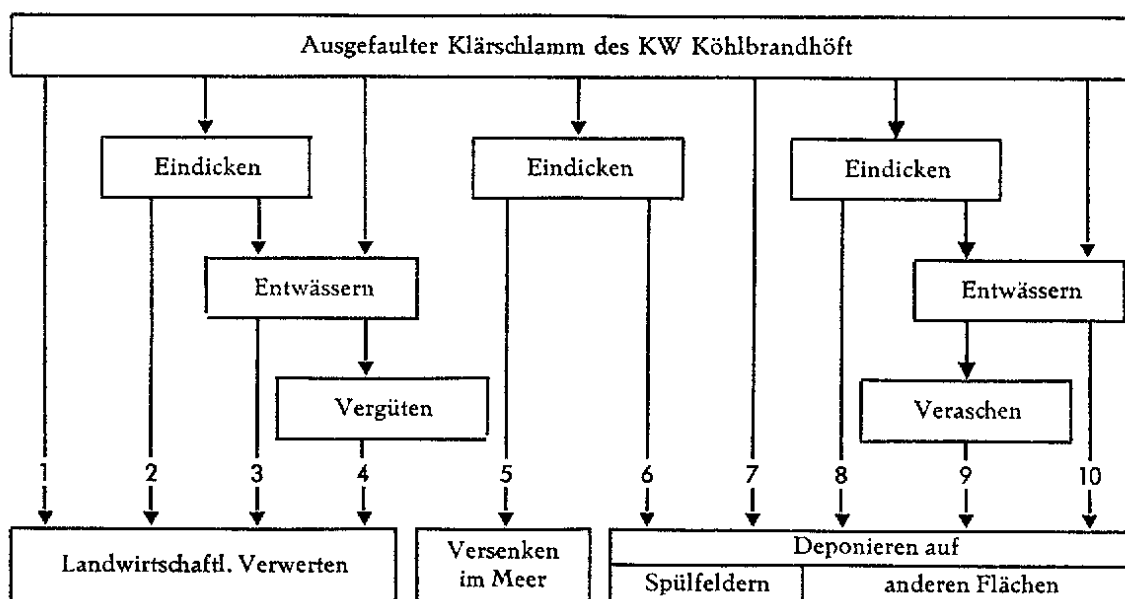 Ausgefaulter Klärschlamm des KW Köhlbrandhöft
Eindicken
Eindicken
Eindicken
Entwässern
Entwässern
Vergüten
Veraschen
1
2
3
4
5
6
7
8
9
10
Landwirtschaftl. Verwerten
Versenken
im Meer
Deponieren auf
Spülfeldern
anderen Flächen